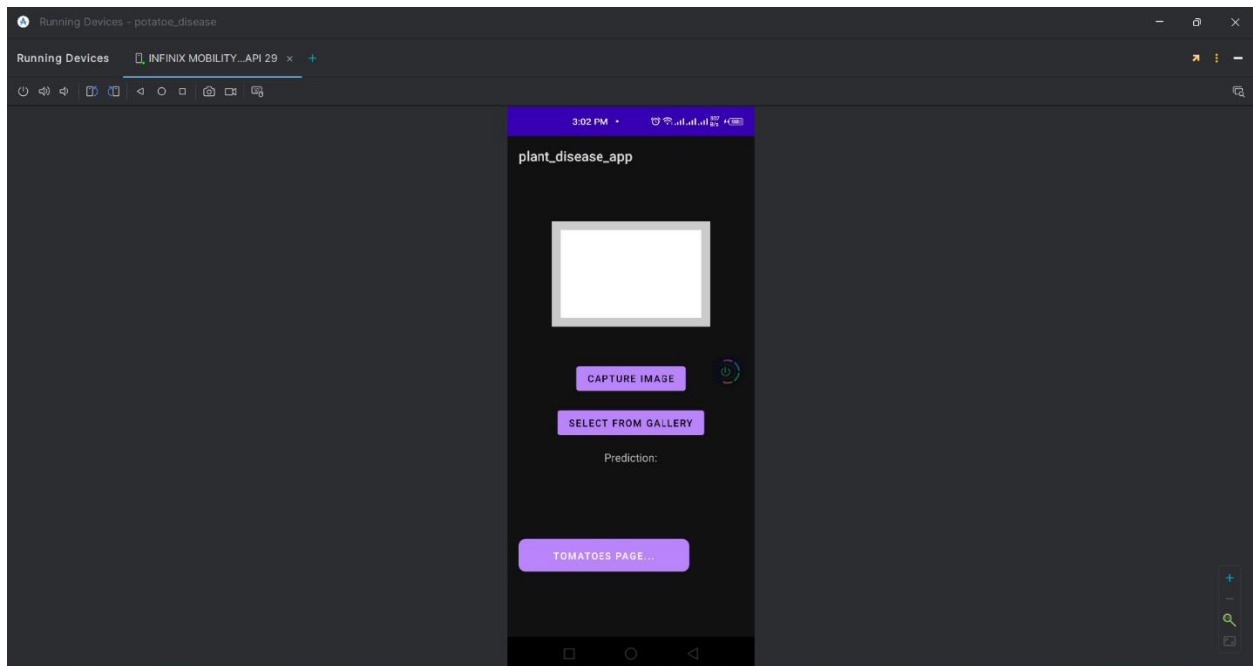 Running Devices - potatoe_disease
Running Devices INFINIX MOBILITY...API 29
3:02 PM
plant_disease_app
CAPTURE IMAGE
SELECT FROM GALLERY
Prediction:
TOMATOES PAGE...